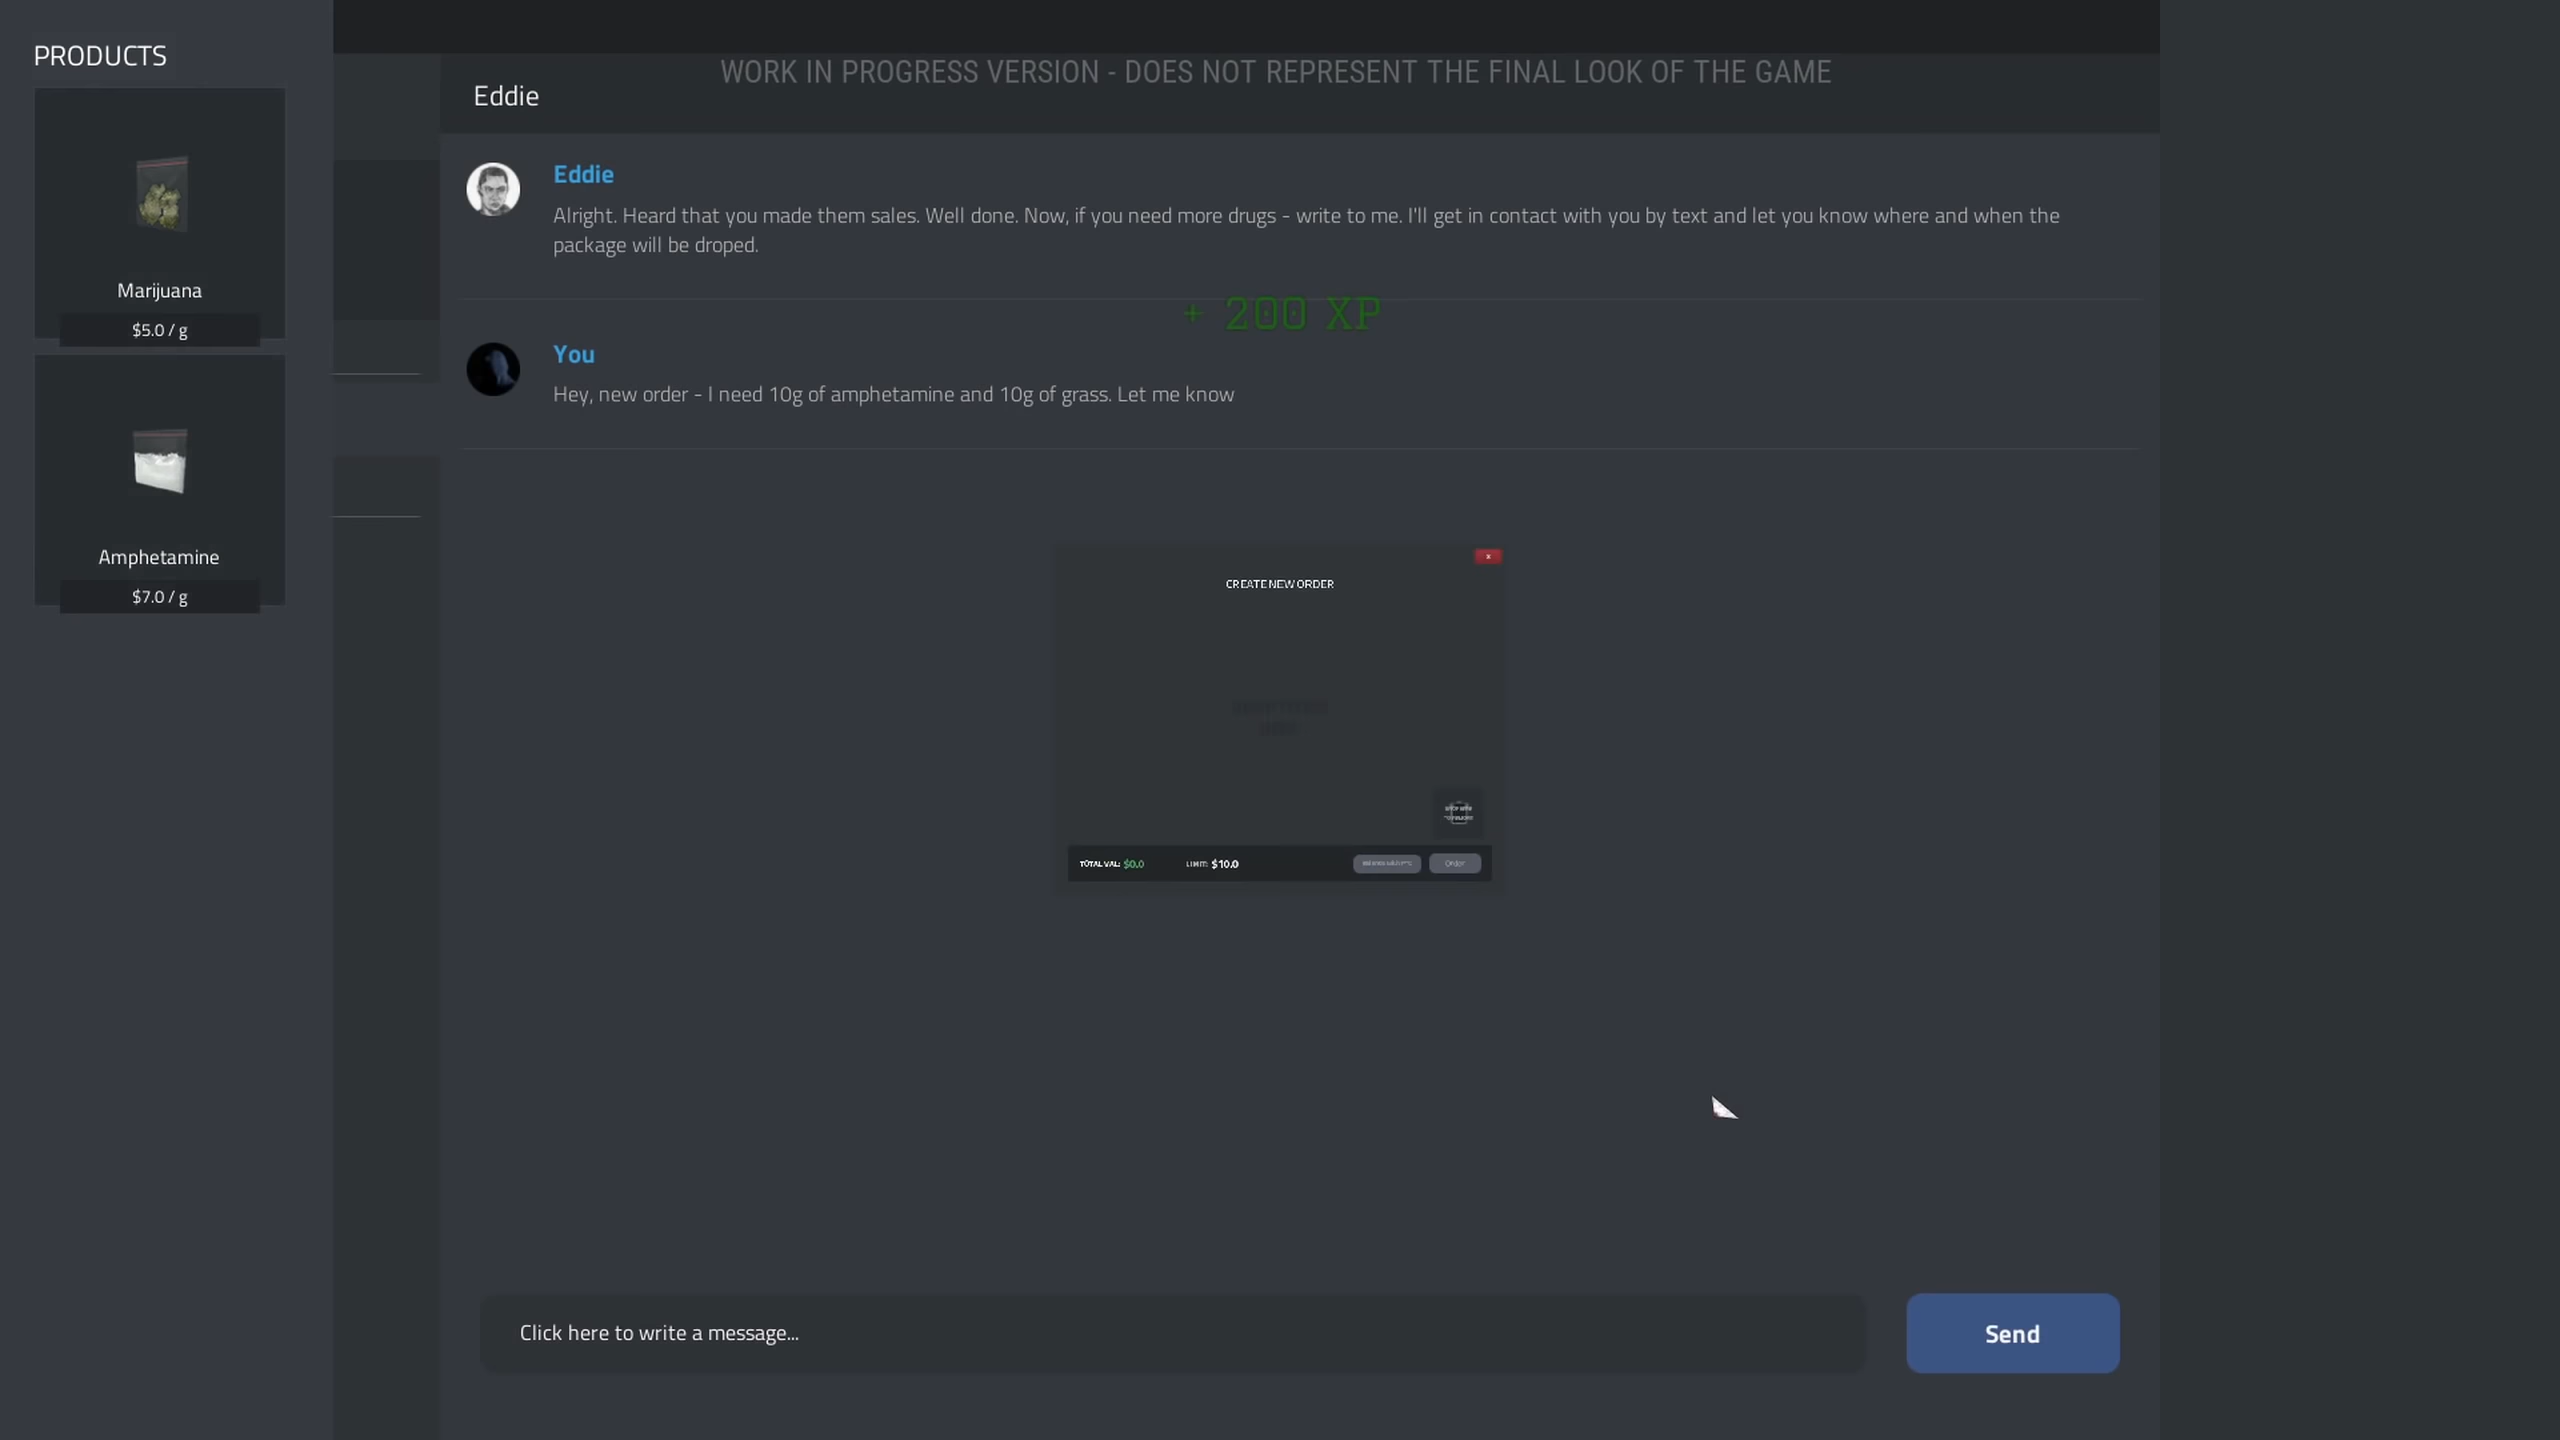 PRODUCTS
Marijuana
$5.0 / g
Amphetamine
$7.0 / g
WORK IN PROGRESS VERSION - DOES NOT REPRESENT THE FINAL LOOK OF THE GAME
Eddie
Eddie
Alright. Heard that you made them sales. Well done. Now, if you need more drugs - write to me. I'll get in contact with you by text and let you know where and when the
package will be droped.
+ 200 XP
You
Hey, new order - I need 10g of amphetamine and 10g of grass. Let me know
x
CREATE NEW ORDER
TOTAL VAL: $0.0
LIMIT: $10.0
Order
Click here to write a message...
Send